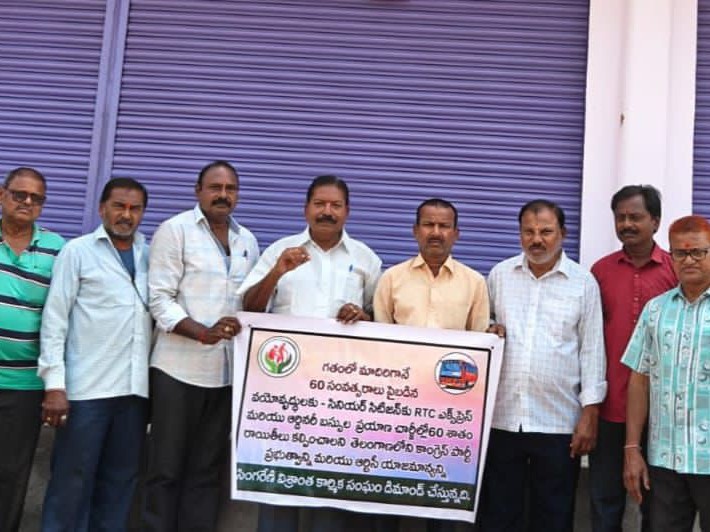 గతంలో మాదిరిగానే
60 సంవత్సరాలు పైబడిన
వయోవృద్ధులకు - సీనియర్ సిటిజన్‌కు RTC ఎక్స్‌ప్రెస్
మరియు ఆర్డినరీ బస్సుల ప్రయాణ చార్జీల్లో 60 శాతం
రాయితీలు కల్పించాలని తెలంగాణలోని కాంగ్రెస్ పార్టీ
ప్రభుత్వాన్ని మరియు ఆర్టీసీ యాజమాన్యాన్ని
సింగరేణి విశ్రాంత కార్మిక సంఘం డిమాండ్ చేస్తున్నది.